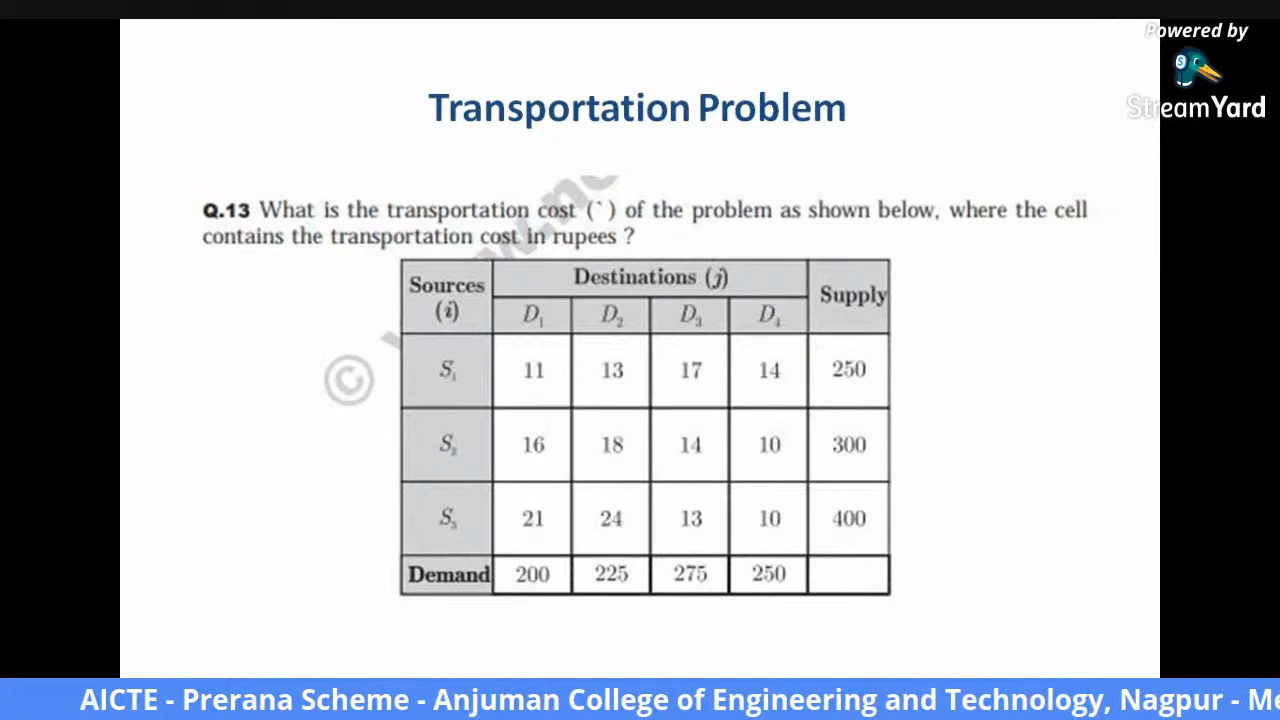 Powered by
StreamYard
Transportation Problem
Q.13 What is the transportation cost (`) of the problem as shown below, where the cell
contains the transportation cost in rupees ?
Sources (i) Destinations (j) Supply
D₁ D₂ D₃ D₄
S₁ 11 13 17 14 250
S₂ 16 18 14 10 300
S₃ 21 24 13 10 400
Demand 200 225 275 250
©
AICTE - Prerana Scheme - Anjuman College of Engineering and Technology, Nagpur -